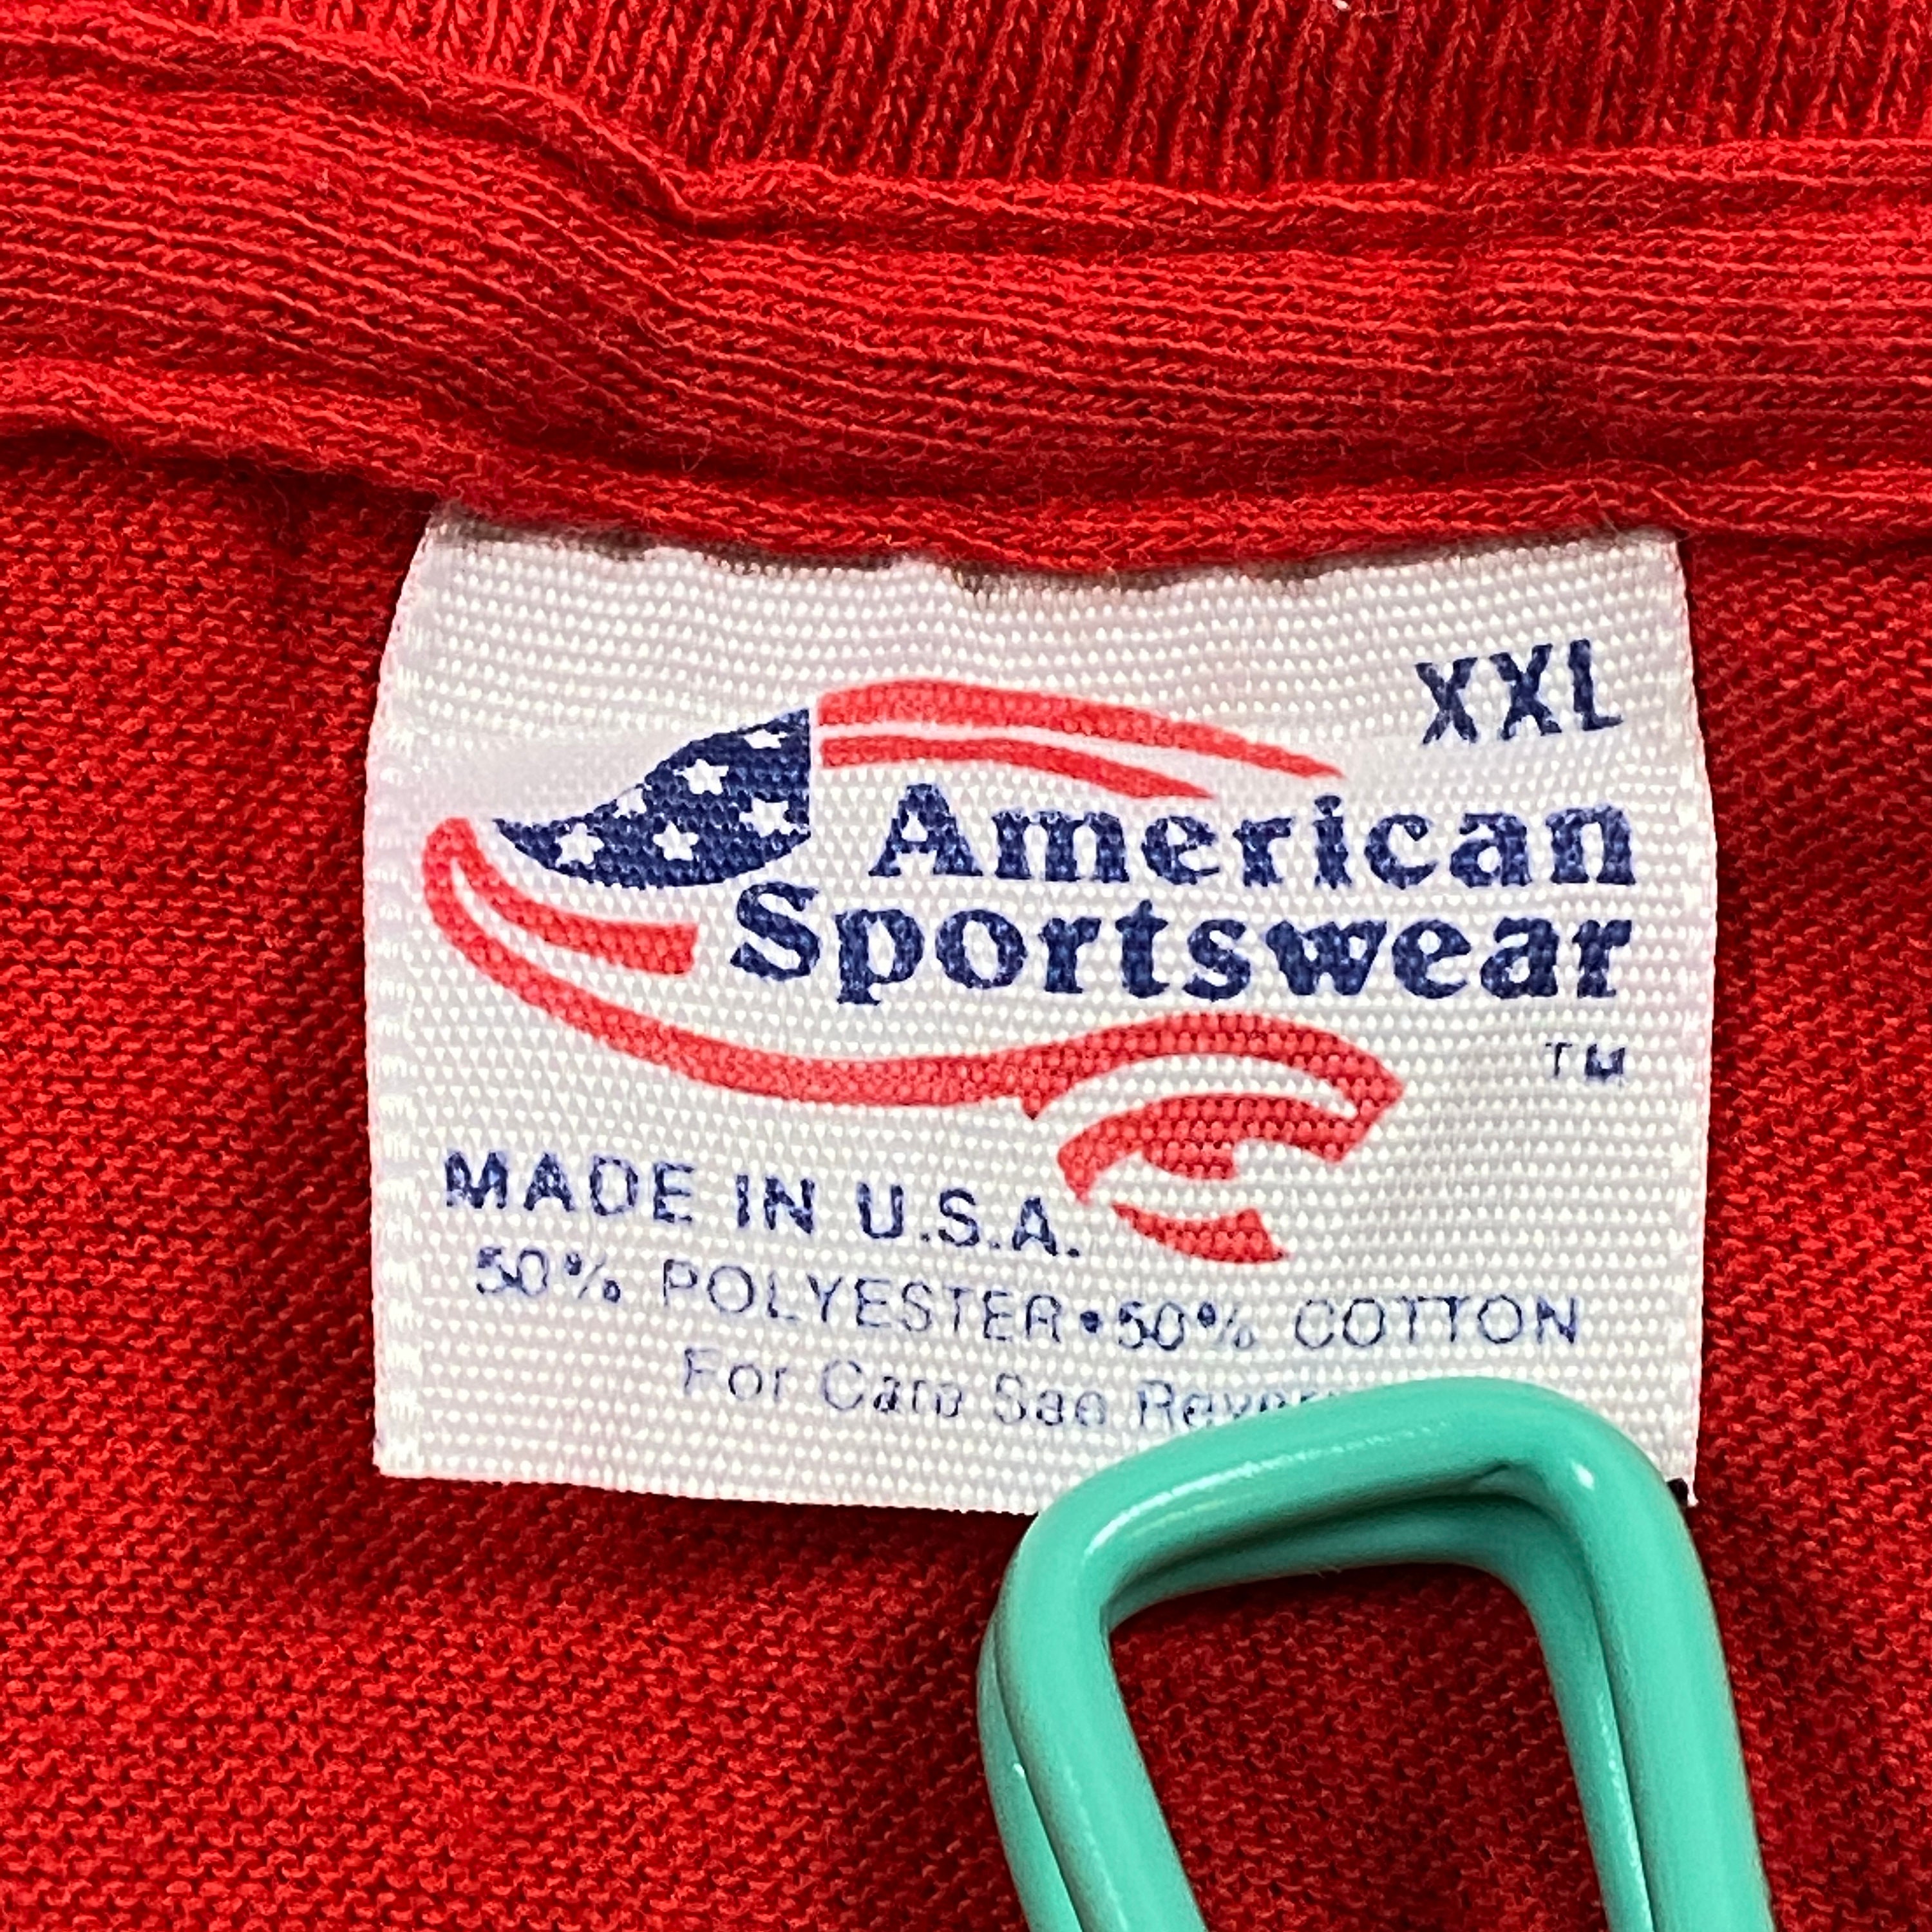 XXL
American
Sportswear
TM
MADE IN U.S.A.
50% POLYESTER•50% COTTON
For Care See